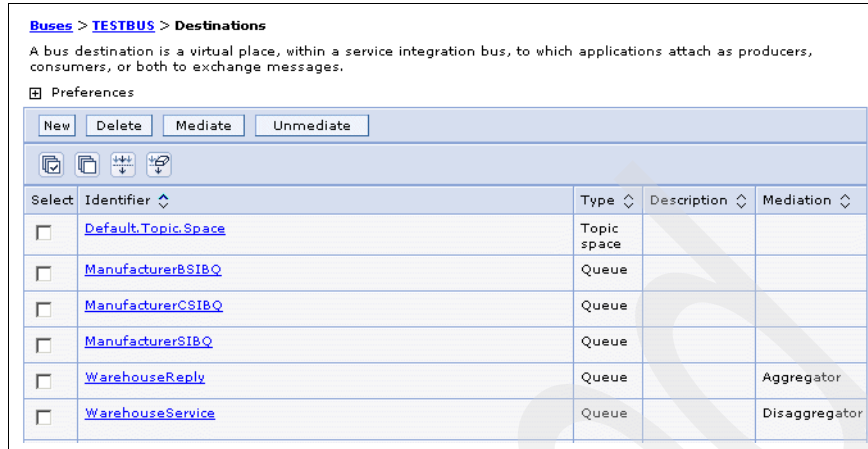 Buses > TESTBUS > Destinations
A bus destination is a virtual place, within a service integration bus, to which applications attach as producers,
consumers, or both to exchange messages.
Preferences
New Delete Mediate Unmediate
Select Identifier Type Description Mediation
Default.Topic.Space Topic
space
ManufacturerBSIBQ Queue
ManufacturerCSIBQ Queue
ManufacturerSIBQ Queue
WarehouseReply Queue Aggregator
WarehouseService Queue Disaggregator